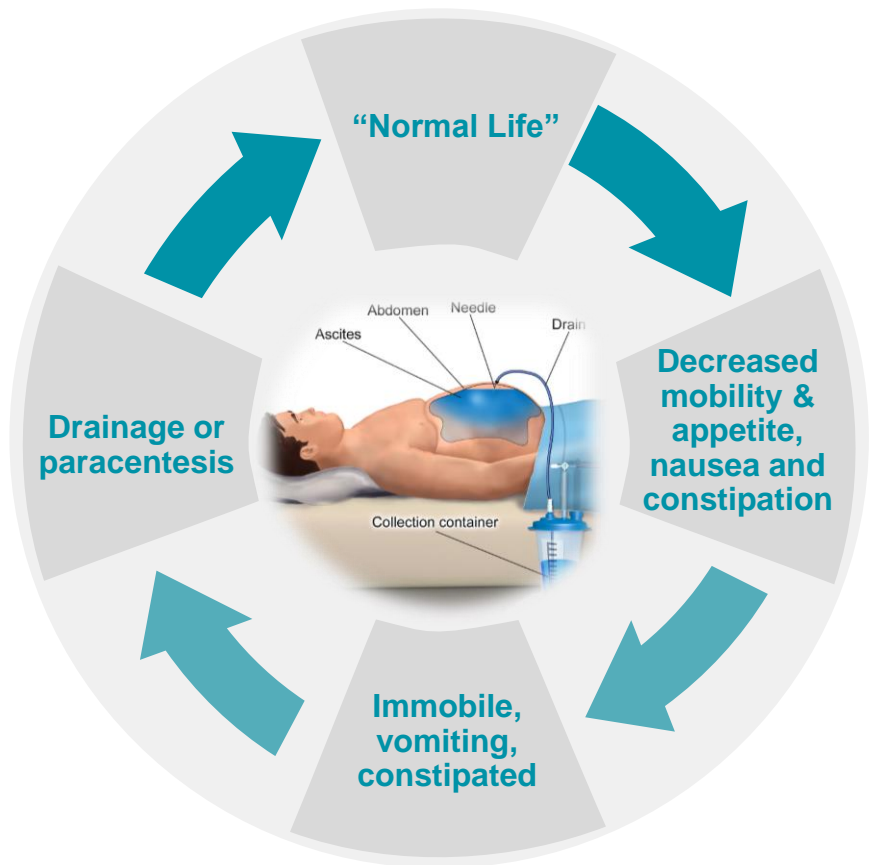 “Normal Life”
Decreased
mobility &
appetite,
nausea and
constipation
Immobile,
vomiting,
constipated
Drainage or
paracentesis
Abdomen
Needle
Ascites
Drain
Collection container